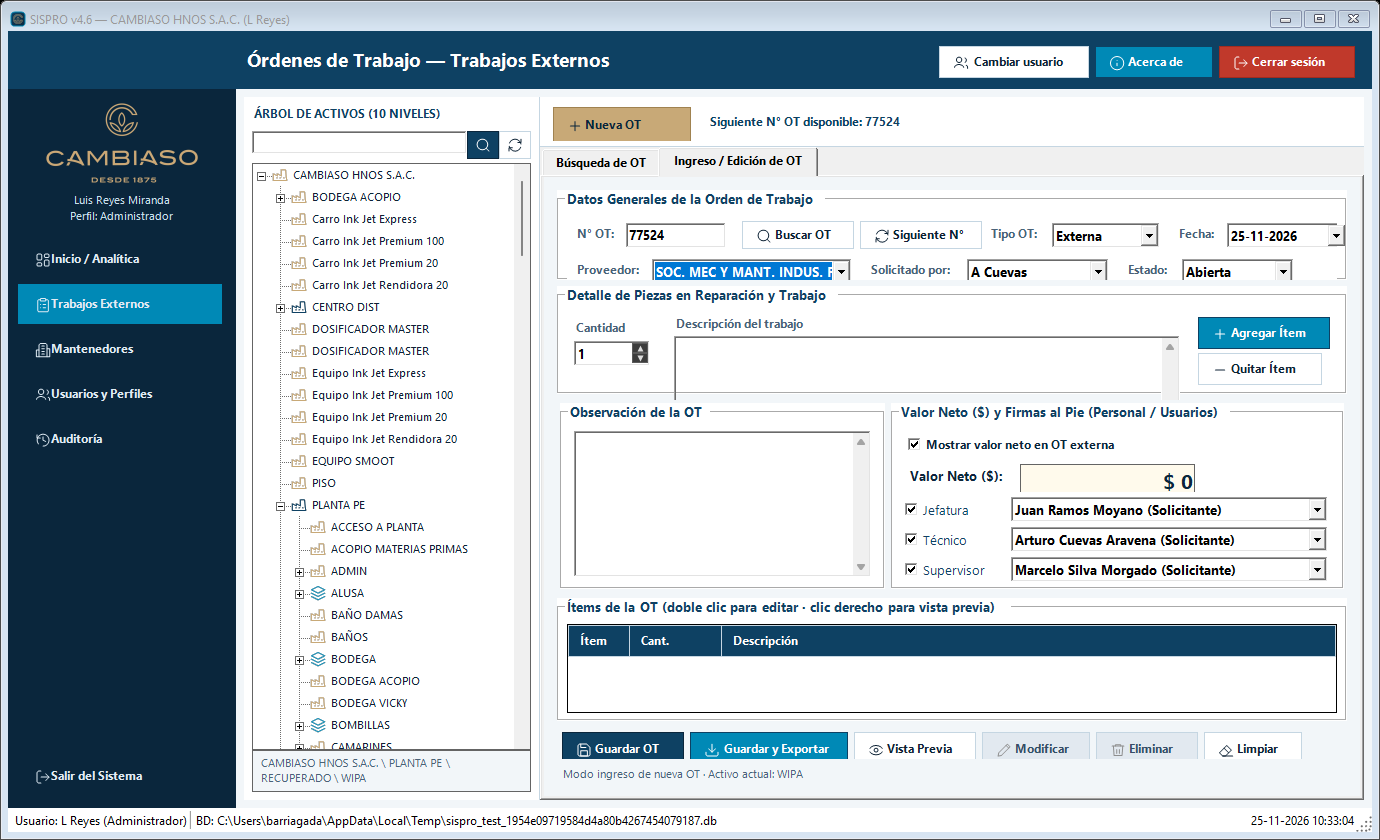 SISPRO v4.6 — CAMBIASO HNOS S.A.C. (L Reyes)
Órdenes de Trabajo — Trabajos Externos
Cambiar usuario
Acerca de
Cerrar sesión
CAMBIASO
DESDE 1875
Luis Reyes Miranda
Perfil: Administrador
Inicio / Analítica
Trabajos Externos
Mantenedores
Usuarios y Perfiles
Auditoría
Salir del Sistema
ÁRBOL DE ACTIVOS (10 NIVELES)
CAMBIASO HNOS S.A.C.
BODEGA ACOPIO
Carro Ink Jet Express
Carro Ink Jet Premium 100
Carro Ink Jet Premium 20
Carro Ink Jet Rendidora 20
CENTRO DIST
DOSIFICADOR MASTER
DOSIFICADOR MASTER
Equipo Ink Jet Express
Equipo Ink Jet Premium 100
Equipo Ink Jet Premium 20
Equipo Ink Jet Rendidora 20
EQUIPO SMOOT
PISO
PLANTA PE
ACCESO A PLANTA
ACOPIO MATERIAS PRIMAS
ADMIN
ALUSA
BAÑO DAMAS
BAÑOS
BODEGA
BODEGA ACOPIO
BODEGA VICKY
BOMBILLAS
CAMARINES
CAMBIASO HNOS S.A.C. \ PLANTA PE \
RECUPERADO \ WIPA
Nueva OT
Siguiente N° OT disponible: 77524
Búsqueda de OT
Ingreso / Edición de OT
Datos Generales de la Orden de Trabajo
N° OT: 77524 Buscar OT Siguiente N° Tipo OT: Externa Fecha: 25-11-2026
Proveedor: SOC. MEC Y MANT. INDUS. Solicitado por: A Cuevas Estado: Abierta
Detalle de Piezas en Reparación y Trabajo
Cantidad
1
Descripción del trabajo
Agregar Ítem
Quitar Ítem
Observación de la OT
Valor Neto ($) y Firmas al Pie (Personal / Usuarios)
Mostrar valor neto en OT externa
Valor Neto ($): $ 0
Jefatura Juan Ramos Moyano (Solicitante)
Técnico Arturo Cuevas Aravena (Solicitante)
Supervisor Marcelo Silva Morgado (Solicitante)
Ítems de la OT (doble clic para editar · clic derecho para vista previa)
Ítem Cant. Descripción
Guardar OT Guardar y Exportar Vista Previa Modificar Eliminar Limpiar
Modo ingreso de nueva OT · Activo actual: WIPA
Usuario: L Reyes (Administrador) BD: C:\Users\barriagada\AppData\Local\Temp\sispro_test_1954e09719584d4a80b4267454079187.db 25-11-2026 10:33:04